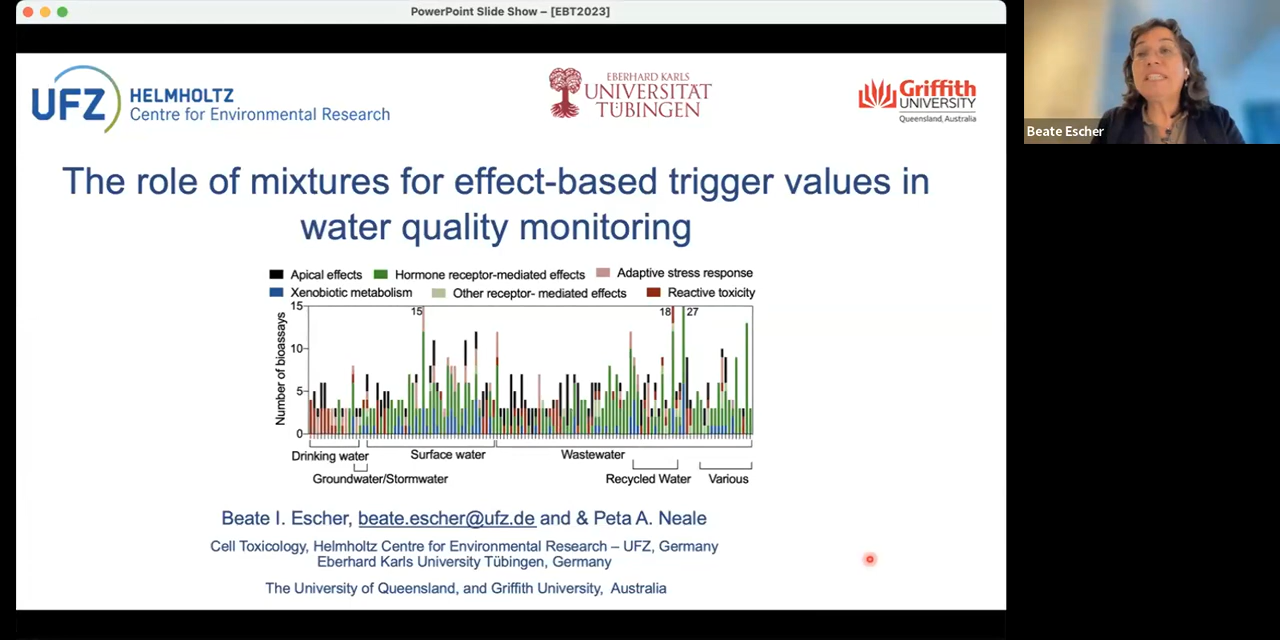 PowerPoint Slide Show – [EBT2023]
UFZ HELMHOLTZ
Centre for Environmental Research
EBERHARD KARLS
UNIVERSITÄT
TÜBINGEN
Griffith
UNIVERSITY
Queensland, Australia
Beate Escher
The role of mixtures for effect-based trigger values in
water quality monitoring
Apical effects Hormone receptor-mediated effects Adaptive stress response
Xenobiotic metabolism Other receptor- mediated effects Reactive toxicity
15 15 18 27
10
5
0
Number of bioassays
Drinking water Surface water Wastewater
Groundwater/Stormwater Recycled Water Various
Beate I. Escher, beate.escher@ufz.de and & Peta A. Neale
Cell Toxicology, Helmholtz Centre for Environmental Research – UFZ, Germany
Eberhard Karls University Tübingen, Germany
The University of Queensland, and Griffith University, Australia